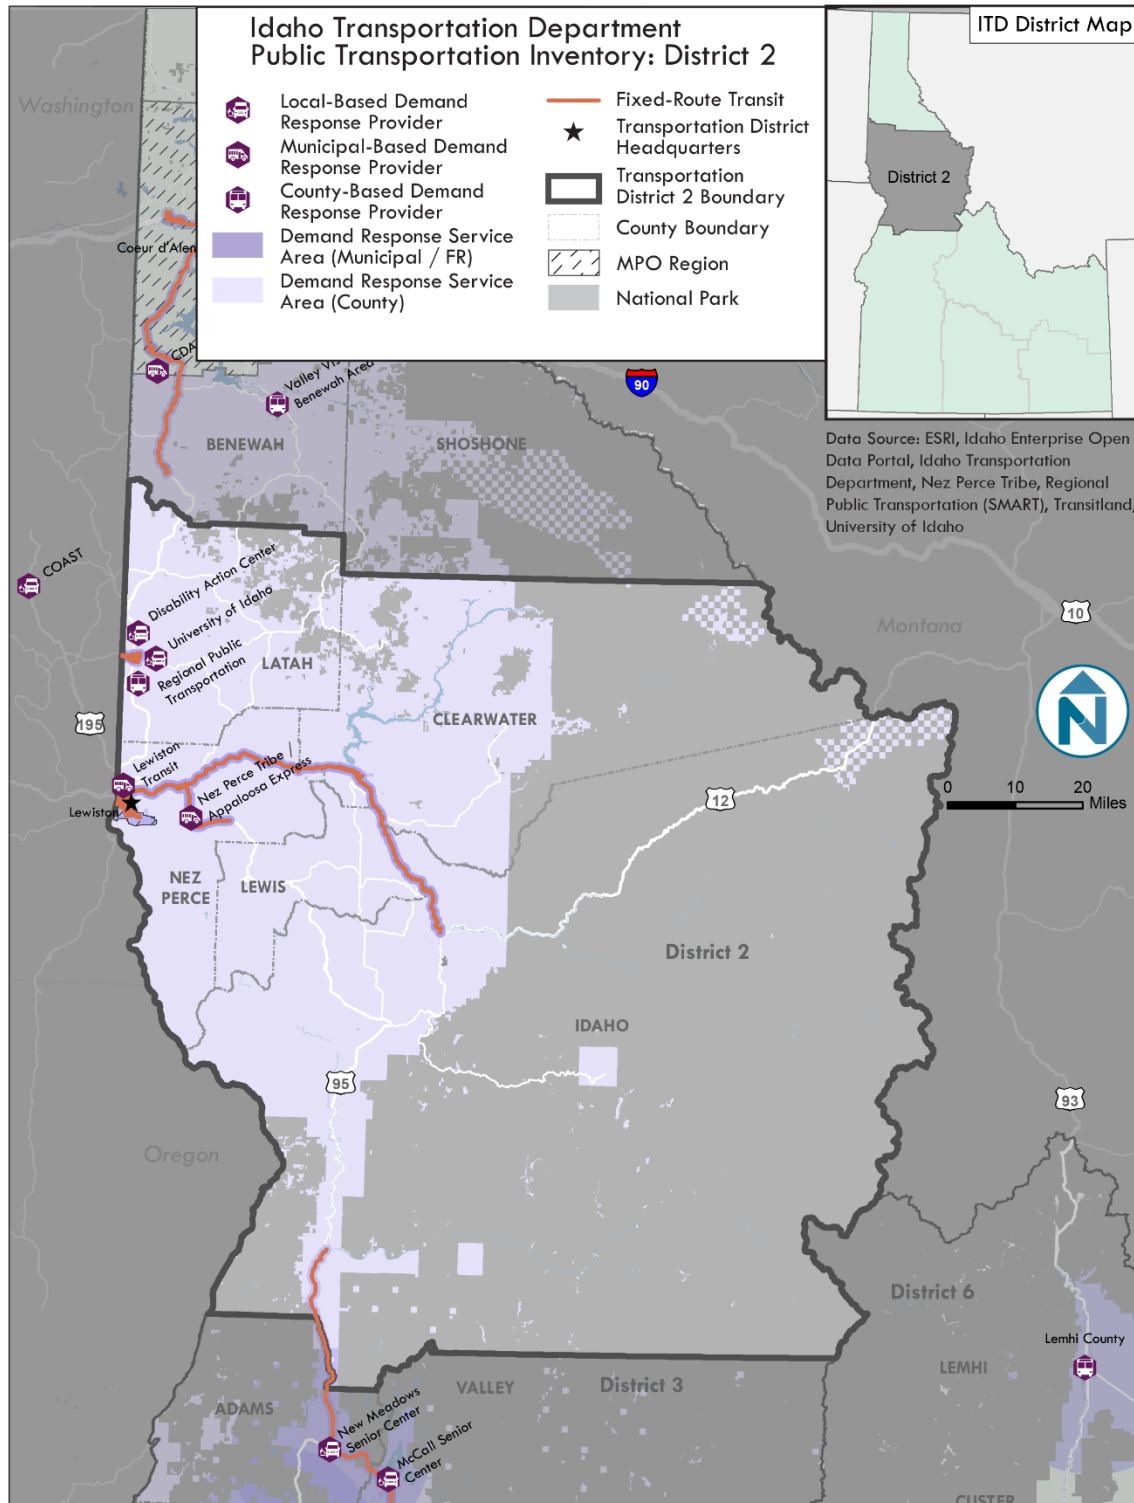 Idaho Transportation Department
Public Transportation Inventory: District 2
Local-Based Demand
Response Provider
Municipal-Based Demand
Response Provider
County-Based Demand
Response Provider
Demand Response Service
Area (Municipal / FR)
Demand Response Service
Area (County)
Fixed-Route Transit
Transportation District
Headquarters
Transportation
District 2 Boundary
County Boundary
MPO Region
National Park
ITD District Map
District 2
Data Source: ESRI, Idaho Enterprise Open
Data Portal, Idaho Transportation
Department, Nez Perce Tribe, Regional
Public Transportation (SMART), Transitland,
University of Idaho
Washington
Coeur d'Alen
Valley
Benewah Area
90
BENEWAH
SHOSHONE
COAST
Disability Action Center
University of Idaho
Regional Public
Transportation
LATAH
Montana
10
N
195
CLEARWATER
Lewiston
Transit
Nez Perce Tribe /
Appaloosa Express
Lewiston
12
0 10 20 Miles
NEZ
PERCE
LEWIS
District 2
IDAHO
95
93
Oregon
District 6
Lemhi County
LEMHI
ADAMS
VALLEY
District 3
New Meadows
Senior Center
McCall Senior
Center
CUSTER